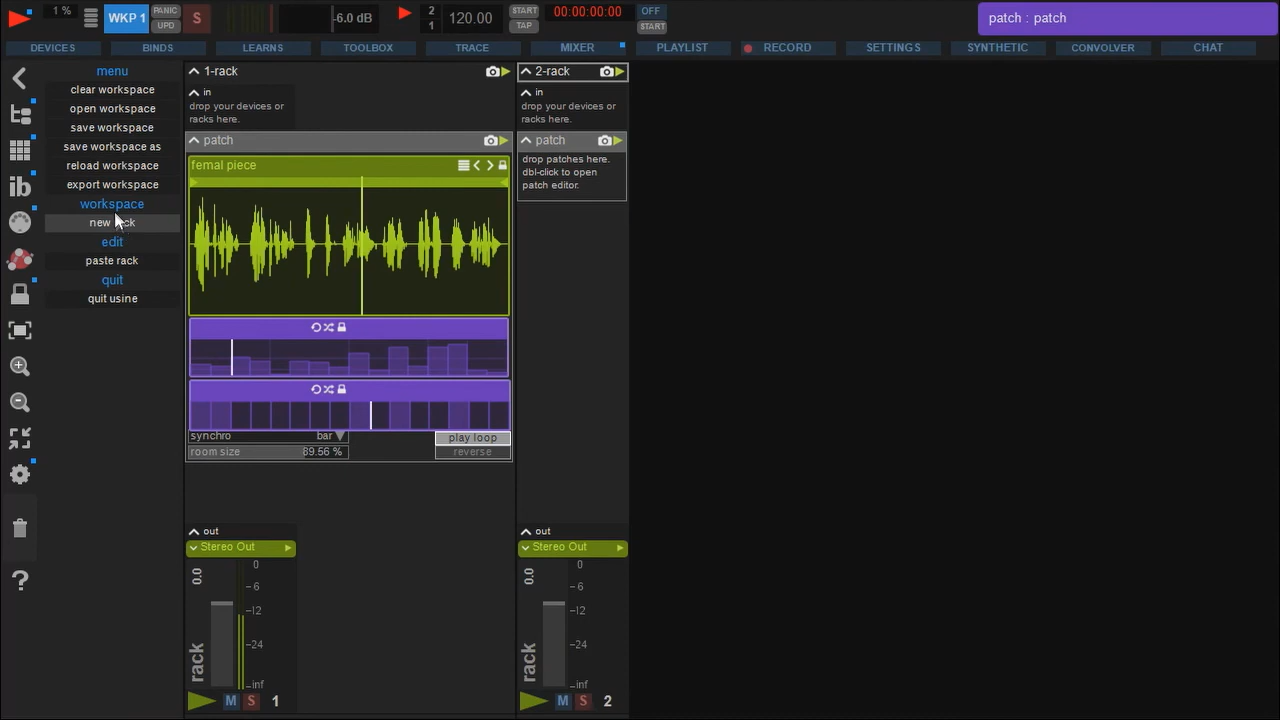 1 %
WKP 1
PANIC
UPD
S
-6.0 dB
2
1
120.00
START
TAP
00:00:00:00
OFF
START
patch : patch
DEVICES
BINDS
LEARNS
TOOLBOX
TRACE
MIXER
PLAYLIST
RECORD
SETTINGS
SYNTHETIC
CONVOLVER
CHAT
menu
clear workspace
open workspace
save workspace
save workspace as
reload workspace
export workspace
workspace
edit
paste rack
quit
quit usine
ib
?
1-rack
in
drop your devices or
racks here.
patch
femal piece
synchro
bar
play loop
room size
69.56 %
reverse
out
Stereo Out
0.0
0
-6
-12
-24
-inf
rack
M
S
1
2-rack
in
drop your devices or
racks here.
patch
drop patches here.
dbl-click to open
patch editor.
out
Stereo Out
0.0
0
-6
-12
-24
-inf
rack
M
S
2